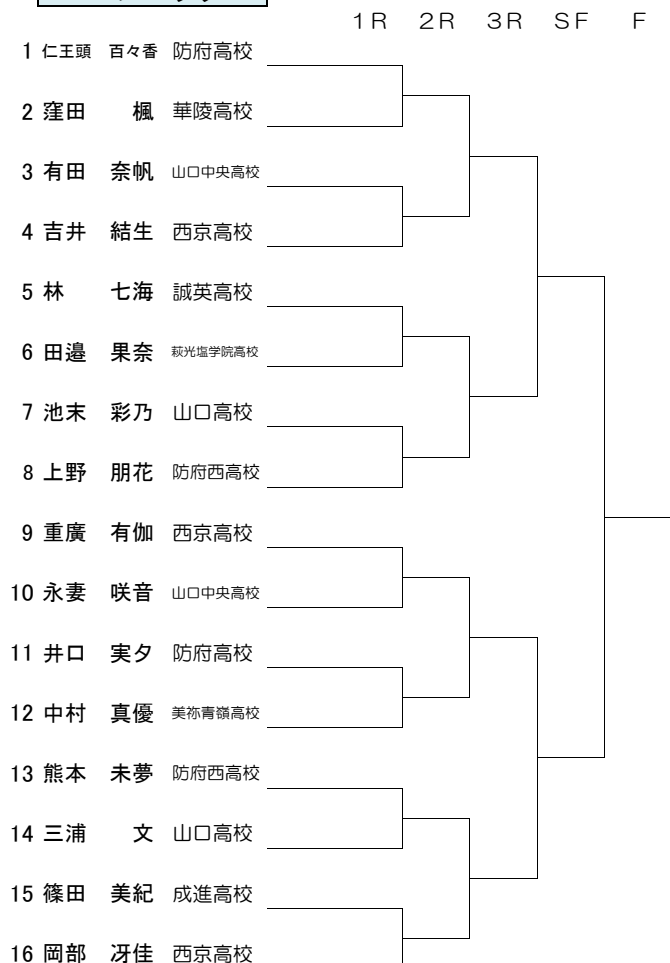 1R 2R 3R SF F
1 仁王頭 百々香 防府高校
2 窪田 楓 華陵高校
3 有田 奈帆 山口中央高校
4 吉井 結生 西京高校
5 林 七海 誠英高校
6 田邉 果奈 萩光塩学院高校
7 池末 彩乃 山口高校
8 上野 朋花 防府西高校
9 重廣 有伽 西京高校
10 永妻 咲音 山口中央高校
11 井口 実夕 防府高校
12 中村 真優 美祢青嶺高校
13 熊本 未夢 防府西高校
14 三浦 文 山口高校
15 篠田 美紀 成進高校
16 岡部 冴佳 西京高校